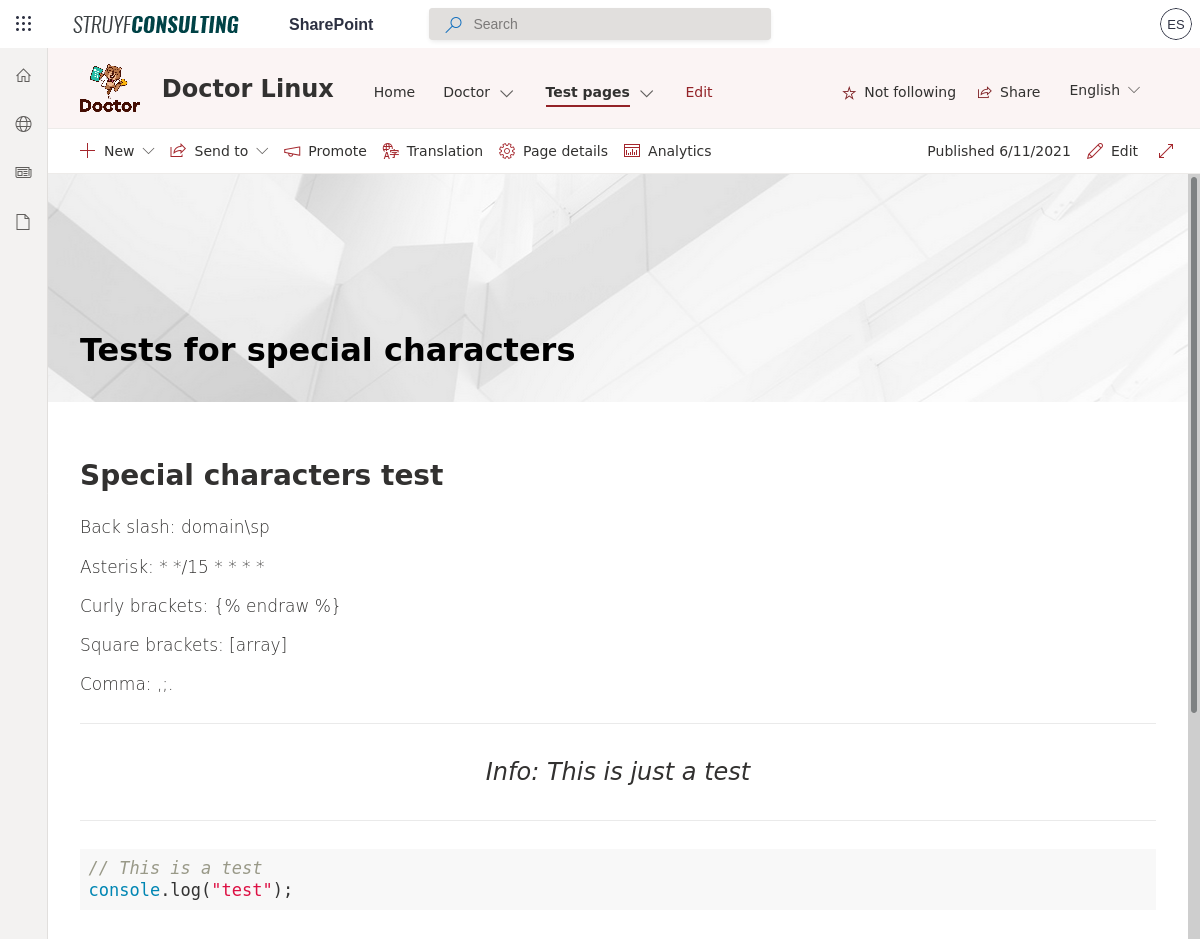 STRUYFCONSULTING SharePoint Search ES
Doctor Doctor Linux Home Doctor Test pages Edit Not following Share English
New Send to Promote Translation Page details Analytics Published 6/11/2021 Edit
Tests for special characters
Special characters test
Back slash: domain\sp
Asterisk: * */15 * * * *
Curly brackets: {% endraw %}
Square brackets: [array]
Comma: ,;.
Info: This is just a test
// This is a test
console.log("test");